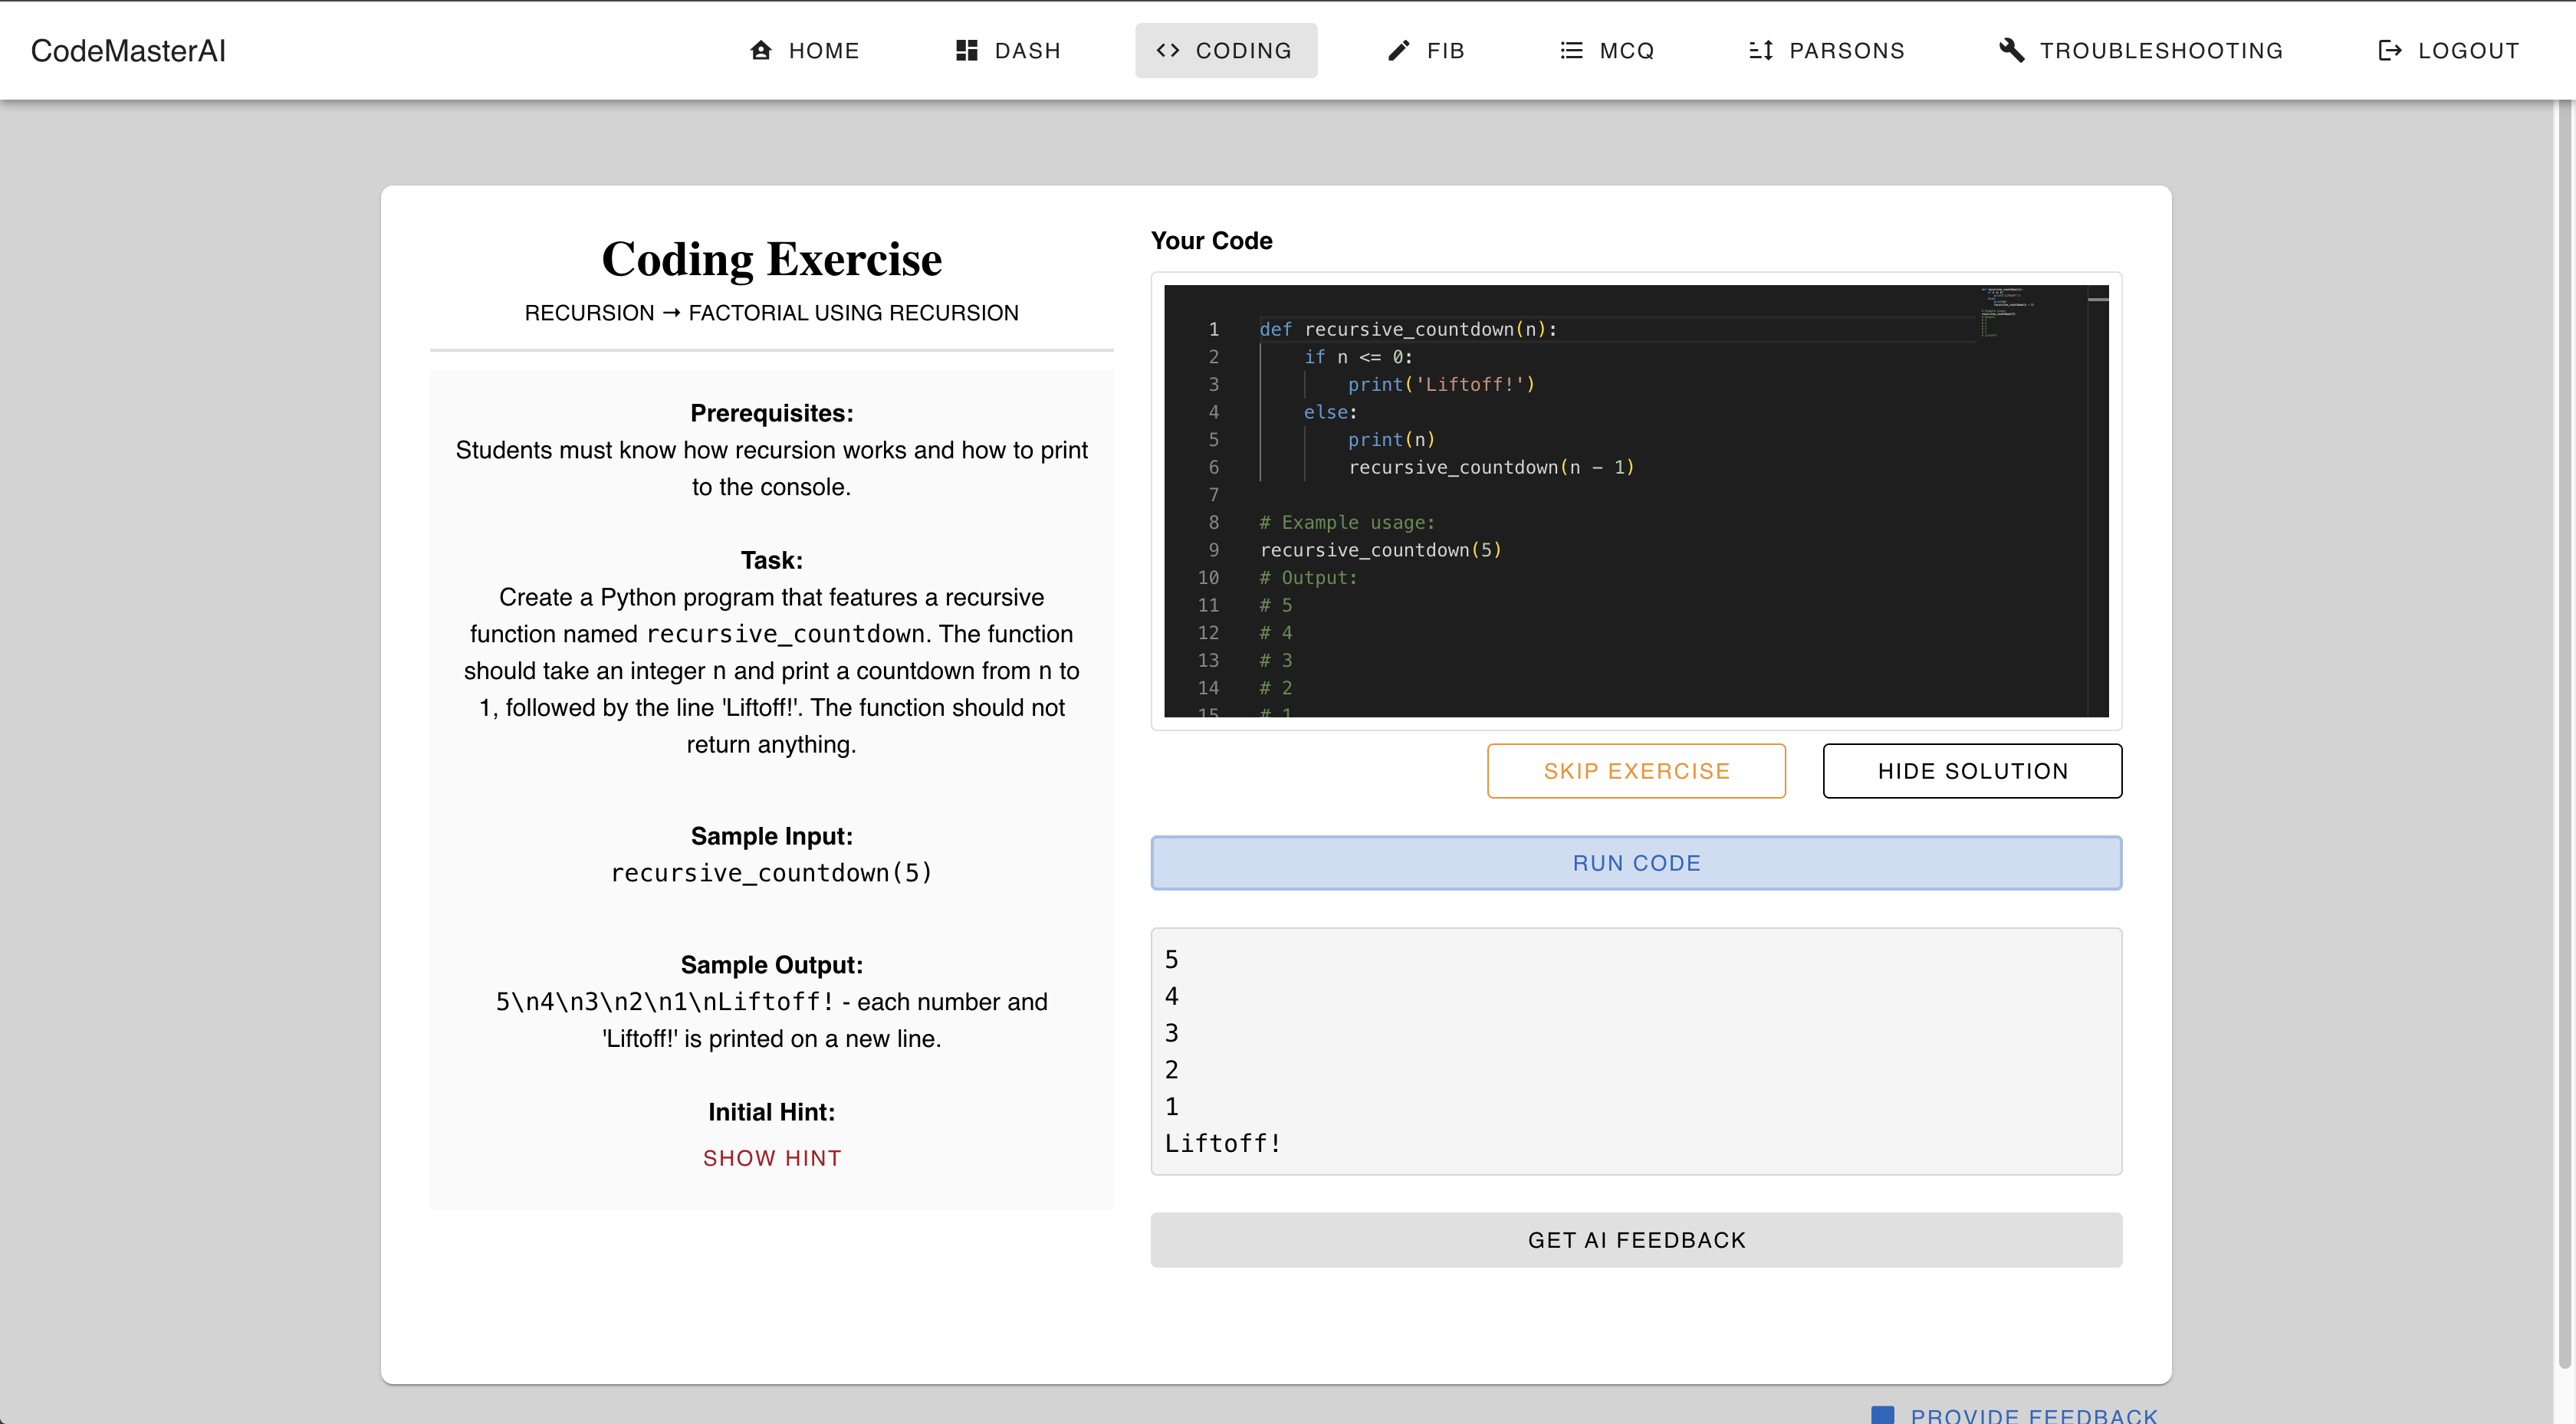 CodeMasterAI
HOME
DASH
CODING
FIB
MCQ
PARSONS
TROUBLESHOOTING
LOGOUT
Coding Exercise
RECURSION → FACTORIAL USING RECURSION
Prerequisites:
Students must know how recursion works and how to print
to the console.
Task:
Create a Python program that features a recursive
function named recursive_countdown. The function
should take an integer n and print a countdown from n to
1, followed by the line 'Liftoff!'. The function should not
return anything.
Sample Input:
recursive_countdown(5)
Sample Output:
5\n4\n3\n2\n1\nLiftoff! - each number and
'Liftoff!' is printed on a new line.
Initial Hint:
SHOW HINT
Your Code
1 def recursive_countdown(n):
2     if n <= 0:
3         print('Liftoff!')
4     else:
5         print(n)
6         recursive_countdown(n - 1)
7
8 # Example usage:
9 recursive_countdown(5)
10 # Output:
11 # 5
12 # 4
13 # 3
14 # 2
15 # 1
SKIP EXERCISE
HIDE SOLUTION
RUN CODE
5
4
3
2
1
Liftoff!
GET AI FEEDBACK
PROVIDE FEEDBACK